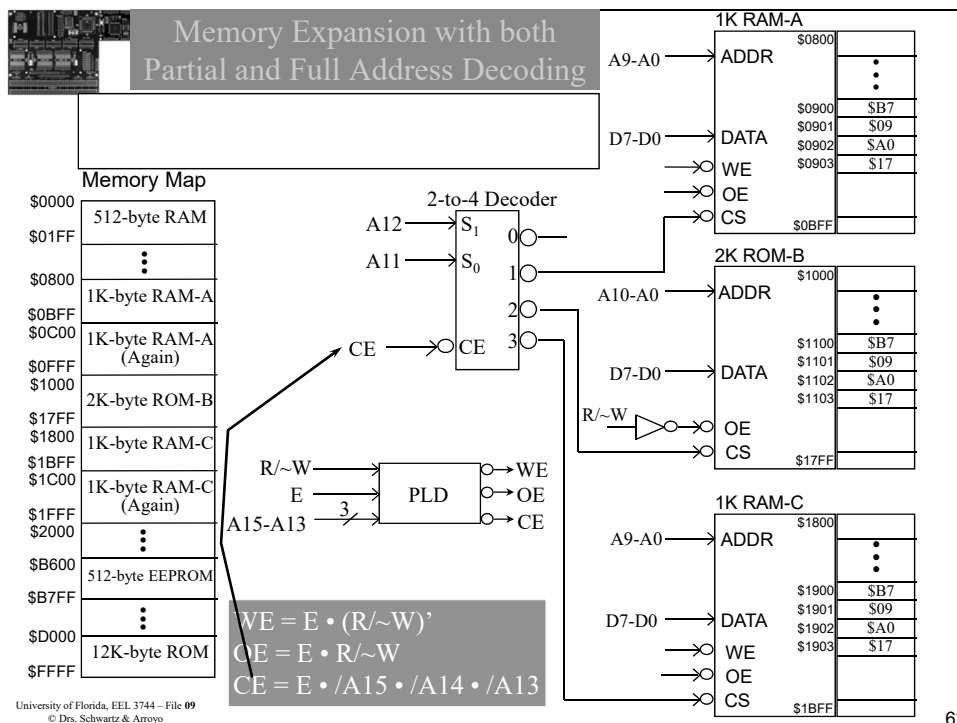 Memory Expansion with both
Partial and Full Address Decoding
Memory Map
$0000
512-byte RAM
$01FF
$0800
1K-byte RAM-A
$0BFF
$0C00
1K-byte RAM-A
(Again)
$0FFF
$1000
2K-byte ROM-B
$17FF
$1800
1K-byte RAM-C
$1BFF
$1C00
1K-byte RAM-C
(Again)
$1FFF
$2000
$B600
512-byte EEPROM
$B7FF
$D000
12K-byte ROM
$FFFF
2-to-4 Decoder
A12
S1
A11
S0
CE
CE
0
1
2
3
R/~W
E
A15-A13
3
PLD
WE
OE
CE
WE = E • (R/~W)’
OE = E • R/~W
CE = E • /A15 • /A14 • /A13
1K RAM-A
A9-A0
ADDR
$0800
D7-D0
DATA
$0900 $B7
$0901 $09
$0902 $A0
$0903 $17
WE
OE
CS
$0BFF
2K ROM-B
A10-A0
ADDR
$1000
D7-D0
DATA
$1100 $B7
$1101 $09
$1102 $A0
$1103 $17
R/~W
OE
CS
$17FF
1K RAM-C
A9-A0
ADDR
$1800
D7-D0
DATA
$1900 $B7
$1901 $09
$1902 $A0
$1903 $17
WE
OE
CS
$1BFF
University of Florida, EEL 3744 – File 09
© Drs. Schwartz & Arroyo